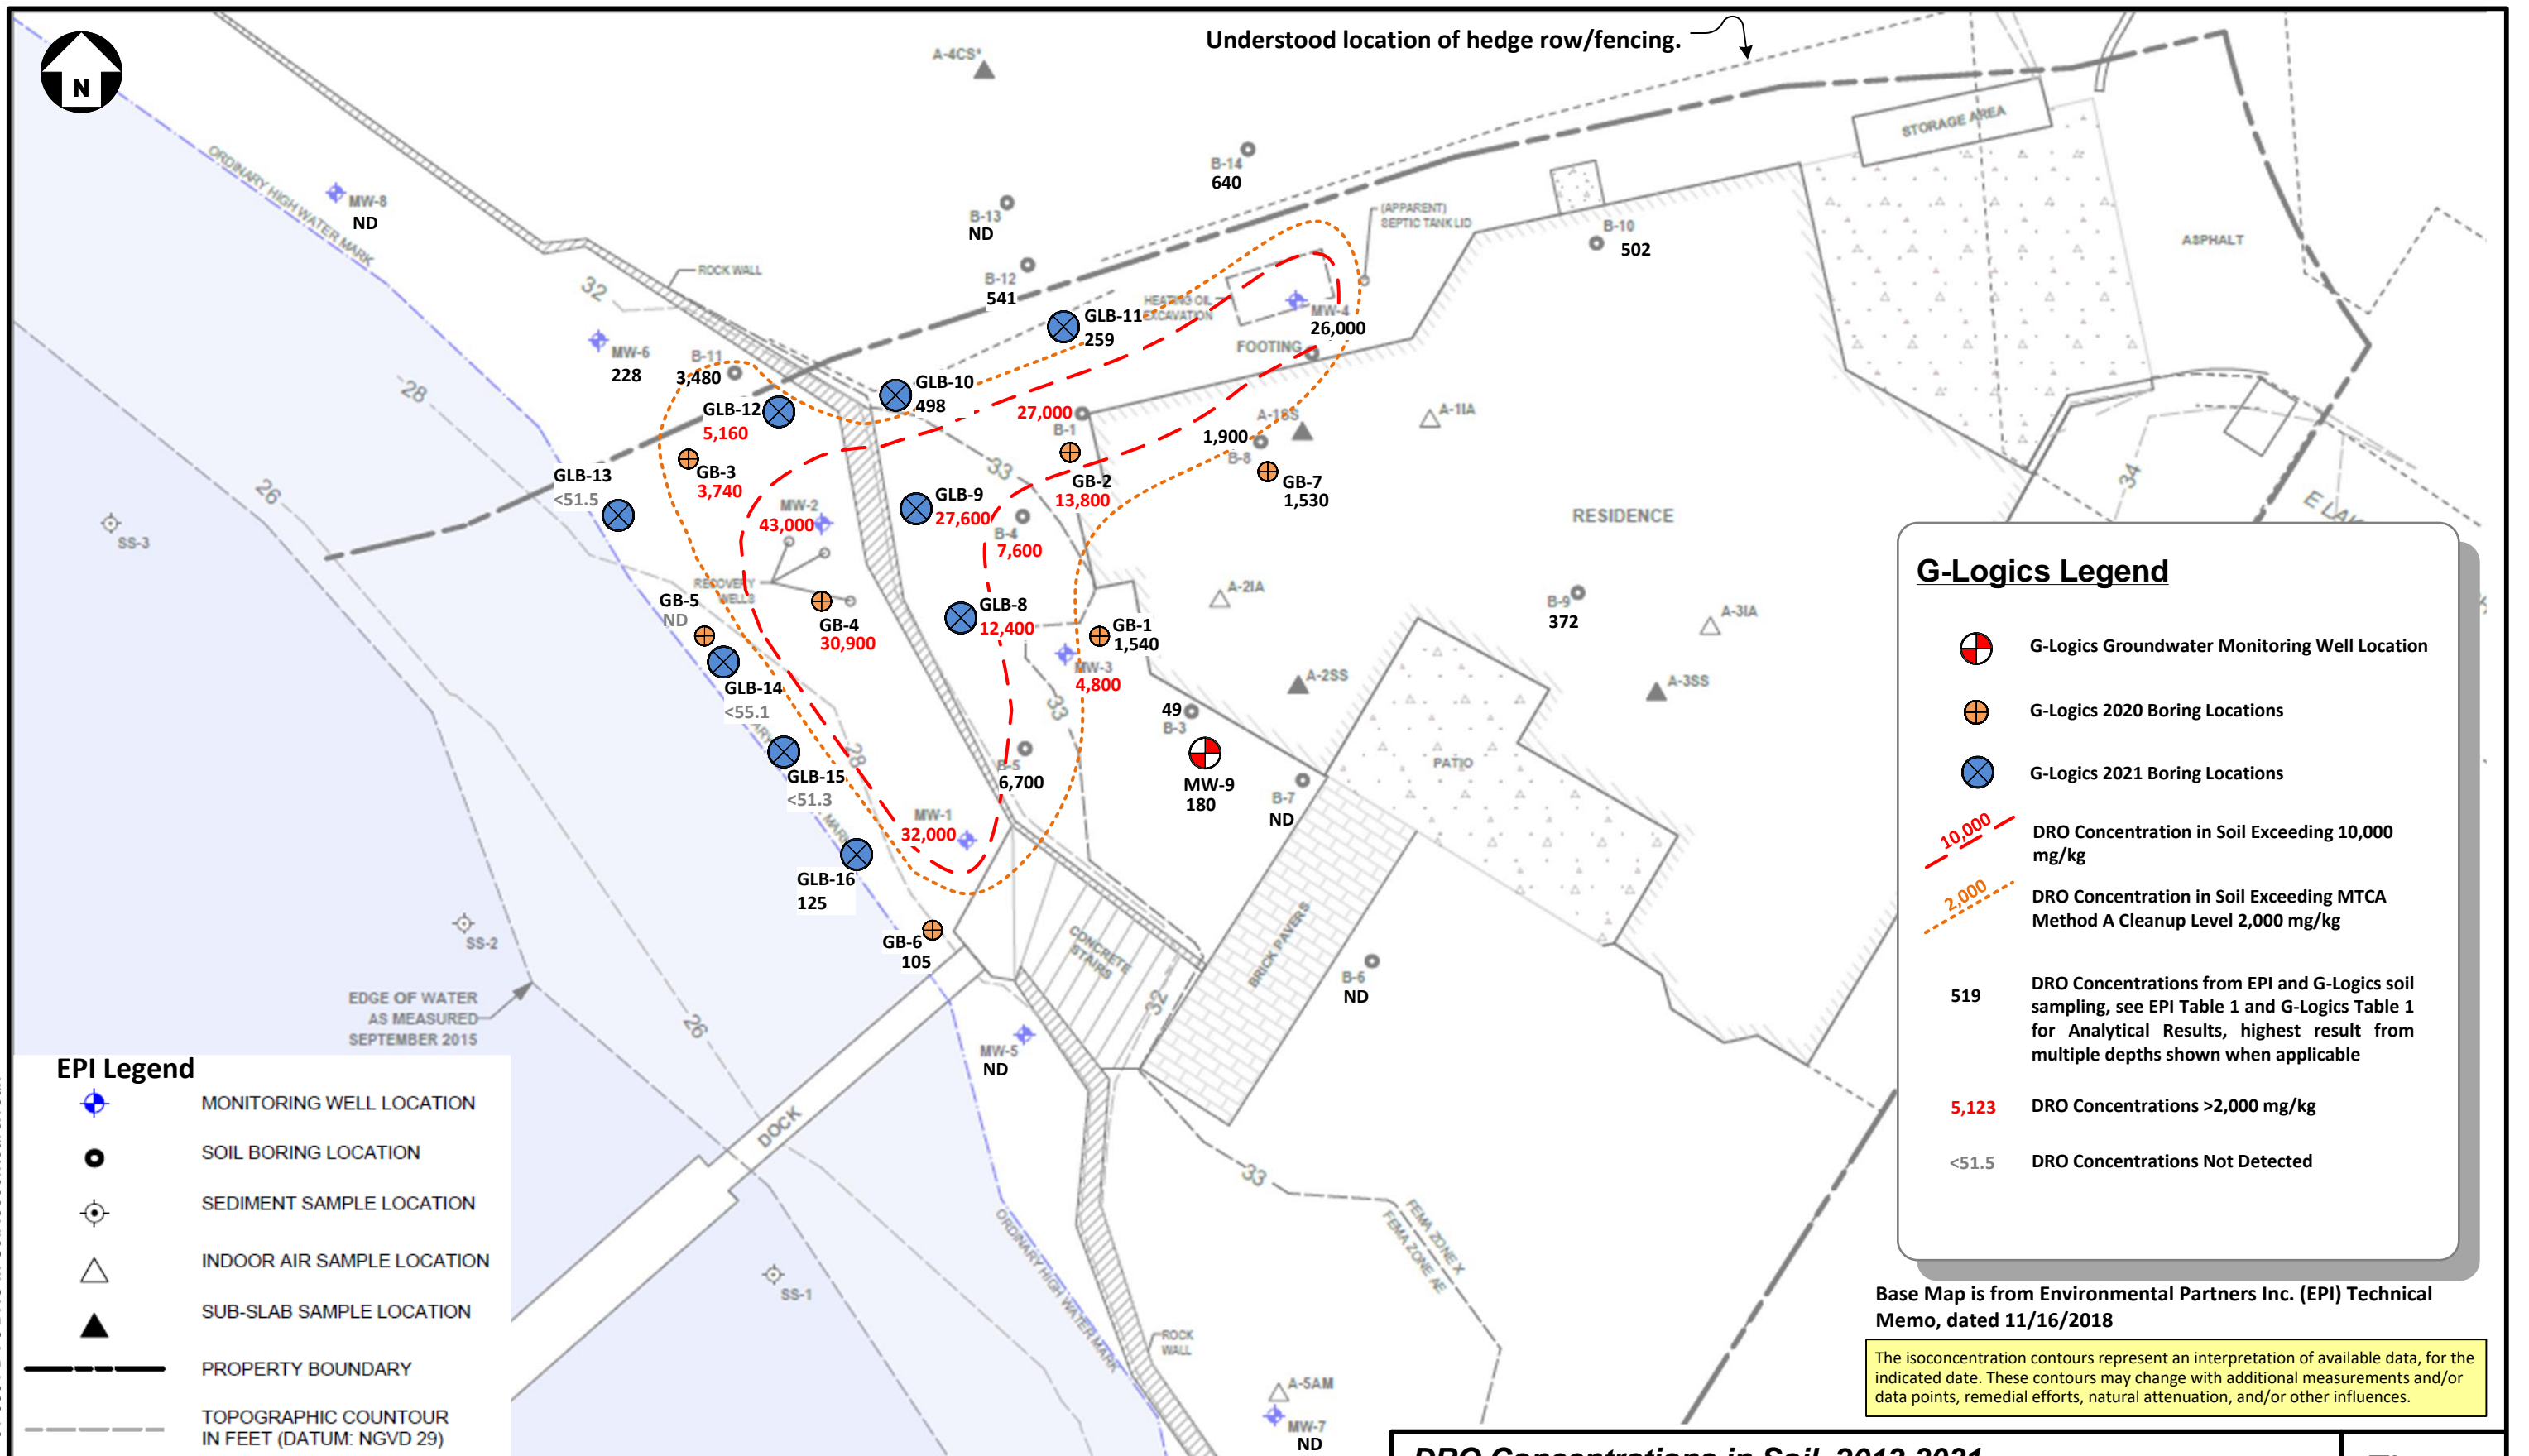 Understood location of hedge row/fencing.
N
A-4CS*
STORAGE AREA
B-14
640
ORDINARY HIGH WATER MARK
MW-8
ND
B-13
ND
(APPARENT)
SEPTIC TANK LID
B-10
502
ASPHALT
ROCK WALL
32
B-12
541
HEATING OIL
EXCAVATION
MW-4
26,000
GLB-11
259
FOOTING
MW-6
228
B-11
3,480
28
GLB-10
498
GLB-12
5,160
27,000
B-1
A-1SS
A-1IA
1,900
B-8
33
GB-3
3,740
GLB-13
<51.5
GB-2
13,800
GB-7
1,530
34
26
MW-2
43,000
GLB-9
27,600
B-4
7,600
RESIDENCE
SS-3
RECOVERY
WELLS
GB-5
ND
GB-4
30,900
GLB-8
12,400
GB-1
1,540
A-2IA
B-9
372
A-3IA
MW-3
4,800
A-2SS
A-3SS
GLB-14
<55.1
33
49
B-3
28
GLB-15
<51.3
B-5
6,700
MW-9
180
B-7
ND
PATIO
MW-1
32,000
MARK
GLB-16
125
SS-2
GB-6
105
CONCRETE
STAIRS
BRICK PAVERS
B-6
ND
EDGE OF WATER
AS MEASURED
SEPTEMBER 2015
26
32
MW-5
ND
DOCK
33
FEMA ZONE X
FEMA ZONE AE
ORDINARY HIGH WATER MARK
SS-1
ROCK
WALL
A-5AM
MW-7
ND
E LAK
G-Logics Legend
G-Logics Groundwater Monitoring Well Location
G-Logics 2020 Boring Locations
G-Logics 2021 Boring Locations
10,000
DRO Concentration in Soil Exceeding 10,000
mg/kg
2,000
DRO Concentration in Soil Exceeding MTCA
Method A Cleanup Level 2,000 mg/kg
519
DRO Concentrations from EPI and G-Logics soil
sampling, see EPI Table 1 and G-Logics Table 1
for Analytical Results, highest result from
multiple depths shown when applicable
5,123 DRO Concentrations >2,000 mg/kg
<51.5 DRO Concentrations Not Detected
Base Map is from Environmental Partners Inc. (EPI) Technical
Memo, dated 11/16/2018
The isoconcentration contours represent an interpretation of available data, for the
indicated date. These contours may change with additional measurements and/or
data points, remedial efforts, natural attenuation, and/or other influences.
EPI Legend
MONITORING WELL LOCATION
SOIL BORING LOCATION
SEDIMENT SAMPLE LOCATION
INDOOR AIR SAMPLE LOCATION
SUB-SLAB SAMPLE LOCATION
PROPERTY BOUNDARY
TOPOGRAPHIC COUNTOUR
IN FEET (DATUM: NGVD 29)
DRO Concentrations in Soil, 2013-2021